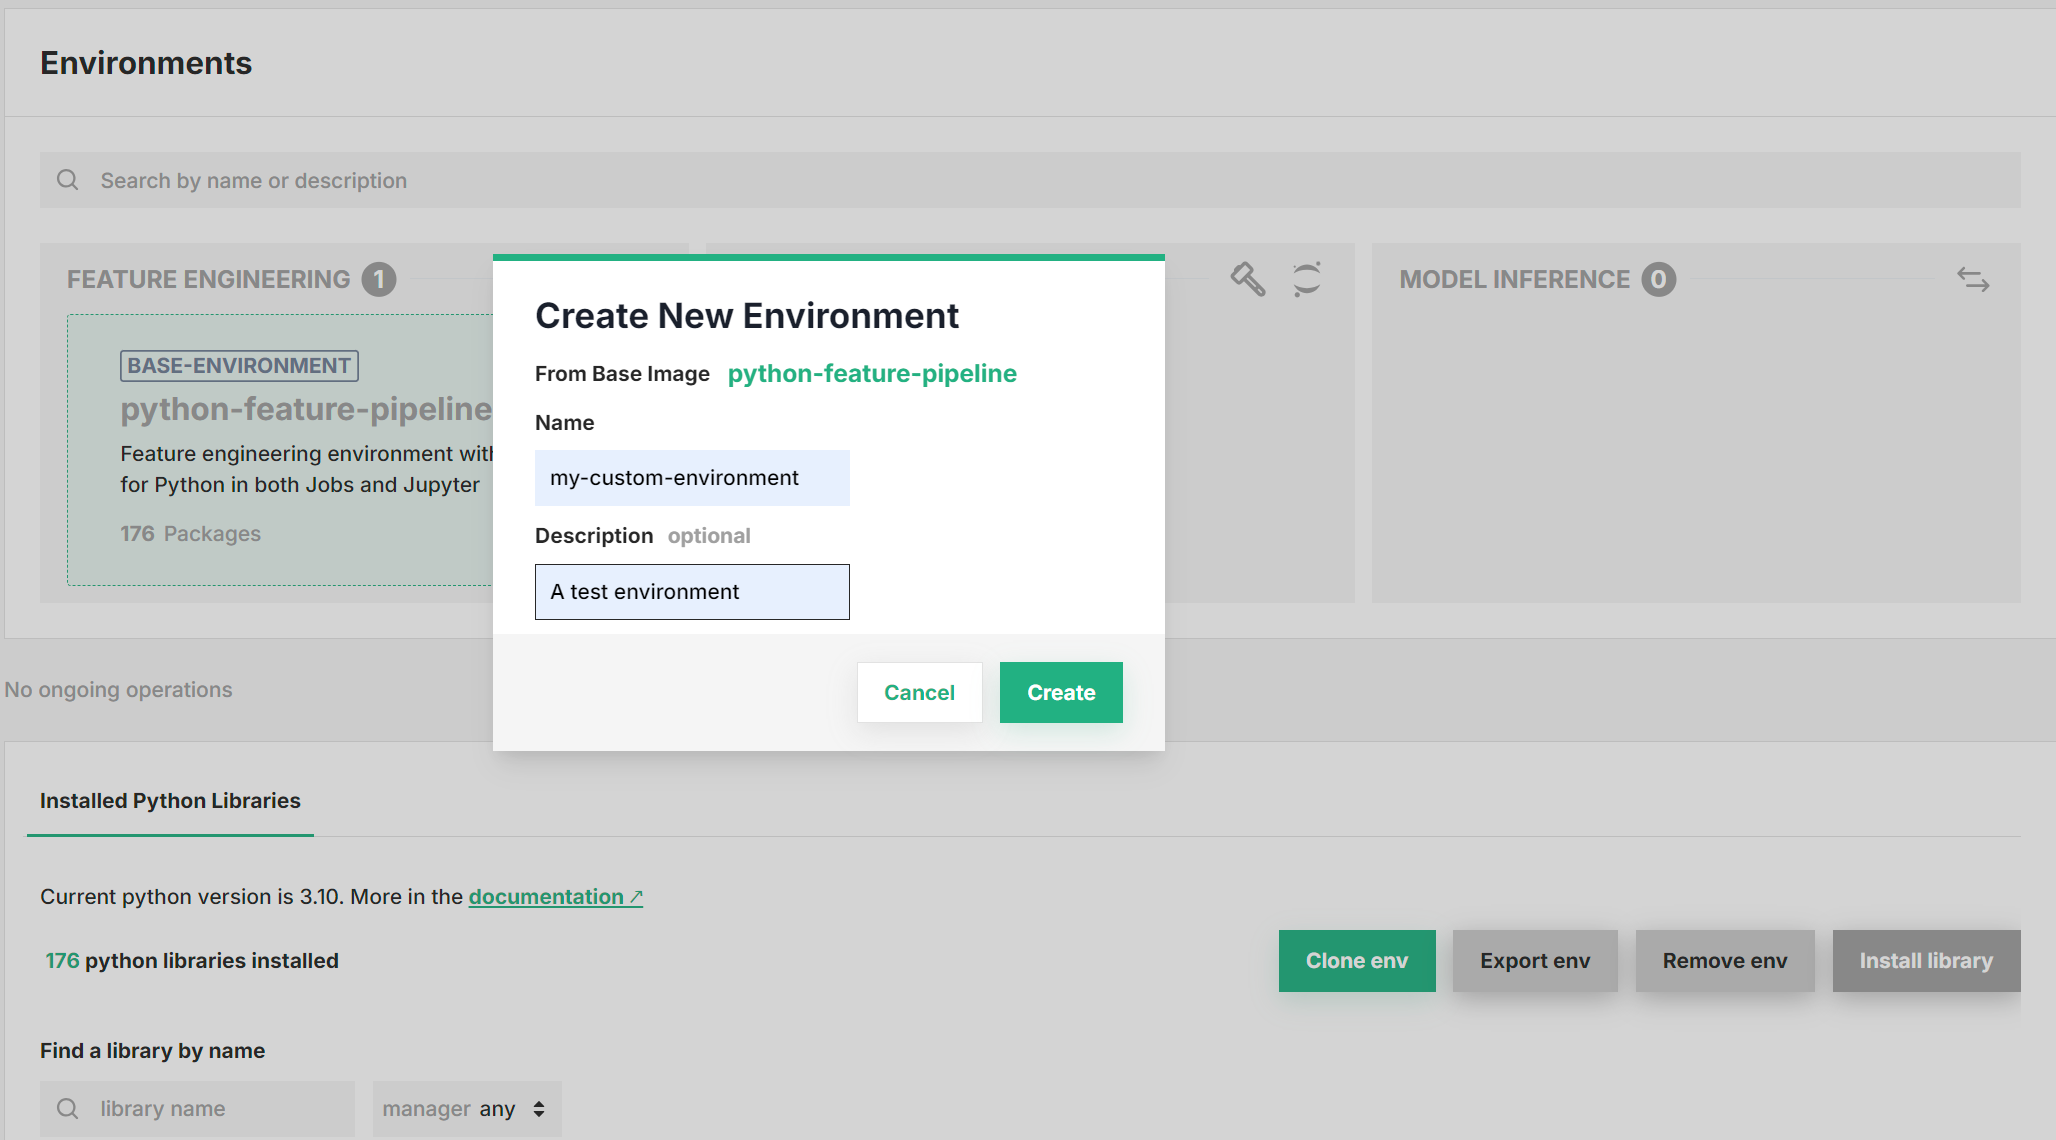 Environments
Search by name or description
FEATURE ENGINEERING 1
MODEL INFERENCE 0
BASE-ENVIRONMENT
python-feature-pipeline
Feature engineering environment with
for Python in both Jobs and Jupyter
176 Packages
Create New Environment
From Base Image python-feature-pipeline
Name
my-custom-environment
Description optional
A test environment
Cancel Create
No ongoing operations
Installed Python Libraries
Current python version is 3.10. More in the documentation ↗
176 python libraries installed
Clone env Export env Remove env Install library
Find a library by name
library name manager any